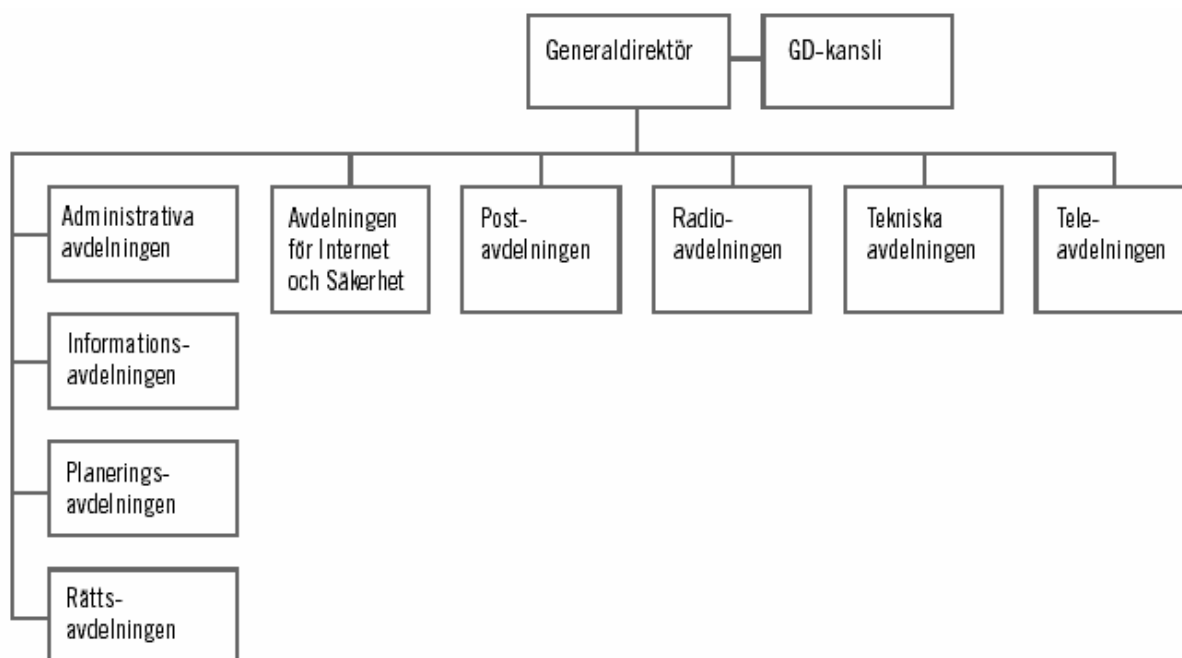 Generaldirektör
GD-kansli
Administrativa
avdelningen
Avdelningen
för Internet
och Säkerhet
Post-
avdelningen
Radio-
avdelningen
Tekniska
avdelningen
Tele-
avdelningen
Informations-
avdelningen
Planerings-
avdelningen
Rätts-
avdelningen